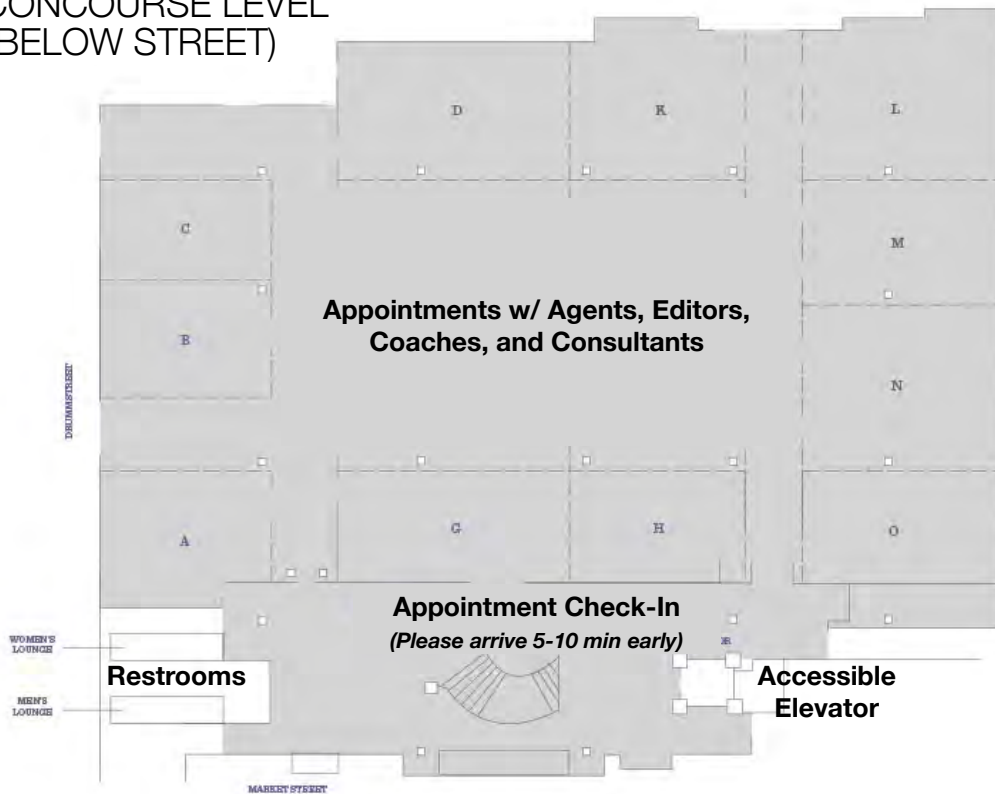 CONCOURSE LEVEL
BELOW STREET)
D
K
L
C
M
Appointments w/ Agents, Editors,
Coaches, and Consultants
B
N
DRUMM STREET
A
G
H
O
Appointment Check-In
(Please arrive 5-10 min early)
WOMEN'S
LOUNGE
Restrooms
Accessible
Elevator
MEN'S
LOUNGE
MARKET STREET